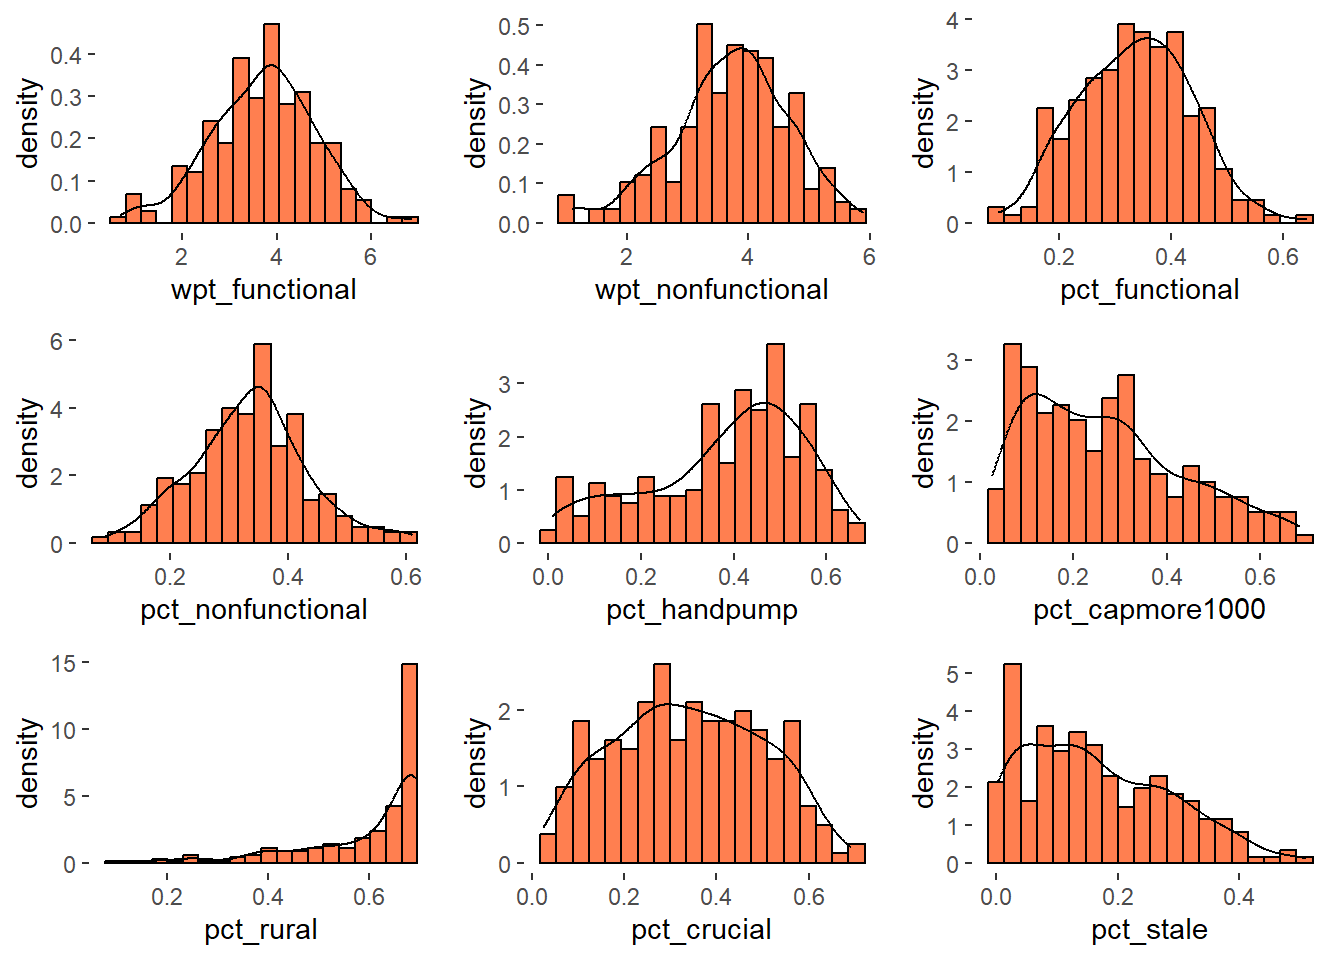 density
0.4
0.3
0.2
0.1
0.0
2 4 6
wpt_functional
density
0.5
0.4
0.3
0.2
0.1
0.0
2 4 6
wpt_nonfunctional
density
4
3
2
1
0
0.2 0.4 0.6
pct_functional
density
6
4
2
0
0.2 0.4 0.6
pct_nonfunctional
density
3
2
1
0
0.0 0.2 0.4 0.6
pct_handpump
density
3
2
1
0
0.0 0.2 0.4 0.6
pct_capmore1000
density
15
10
5
0
0.2 0.4 0.6
pct_rural
density
2
1
0
0.0 0.2 0.4 0.6
pct_crucial
density
5
4
3
2
1
0
0.0 0.2 0.4
pct_stale